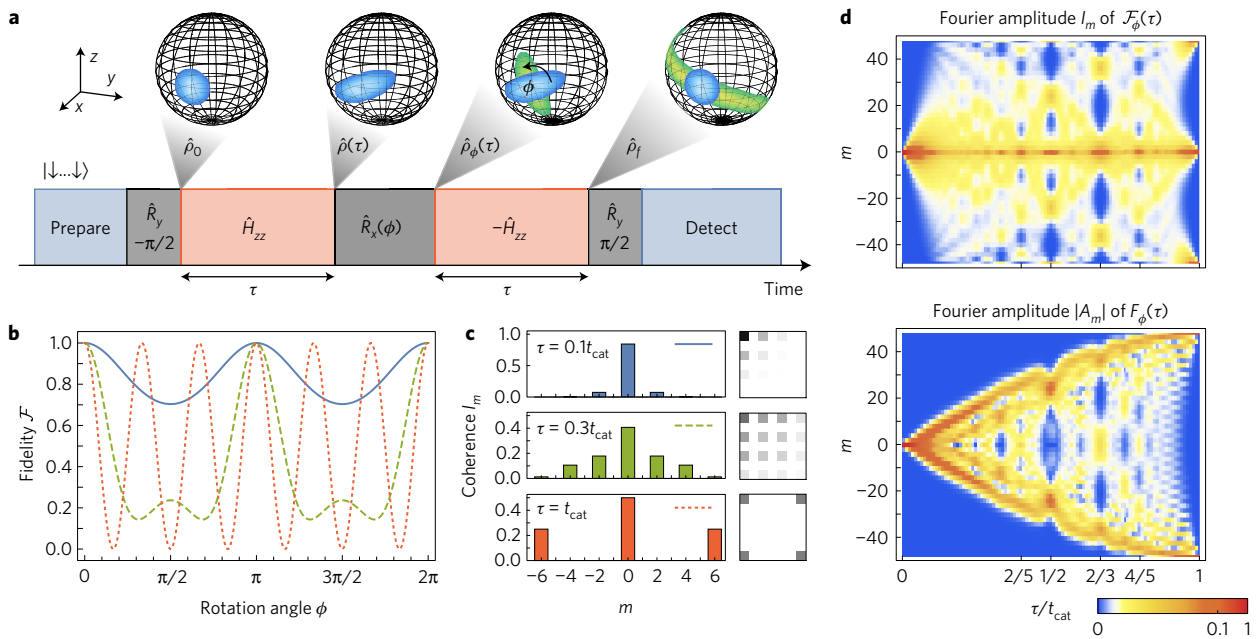 a
z
y
x
ϕ
ρ̂₀
ρ̂(τ)
ρ̂ϕ(τ)
ρ̂f
|↓...↓⟩
Prepare
R̂y
−π/2
Ĥzz
R̂x(ϕ)
−Ĥzz
R̂y
π/2
Detect
τ
τ
Time
b
Fidelity ℱ
1.0
0.8
0.6
0.4
0.2
0.0
0
π/2
π
3π/2
2π
Rotation angle ϕ
c
Coherence Im
1.0
0.5
0.0
τ = 0.1tcat
0.4
0.2
0.0
τ = 0.3tcat
0.4
0.2
0.0
τ = tcat
−6
−4
−2
0
2
4
6
m
d
Fourier amplitude Im of ℱϕ(τ)
m
40
20
0
−20
−40
Fourier amplitude |Am| of Fϕ(τ)
m
40
20
0
−20
−40
0
2/5
1/2
2/3
4/5
1
τ/tcat
0
0.1
1